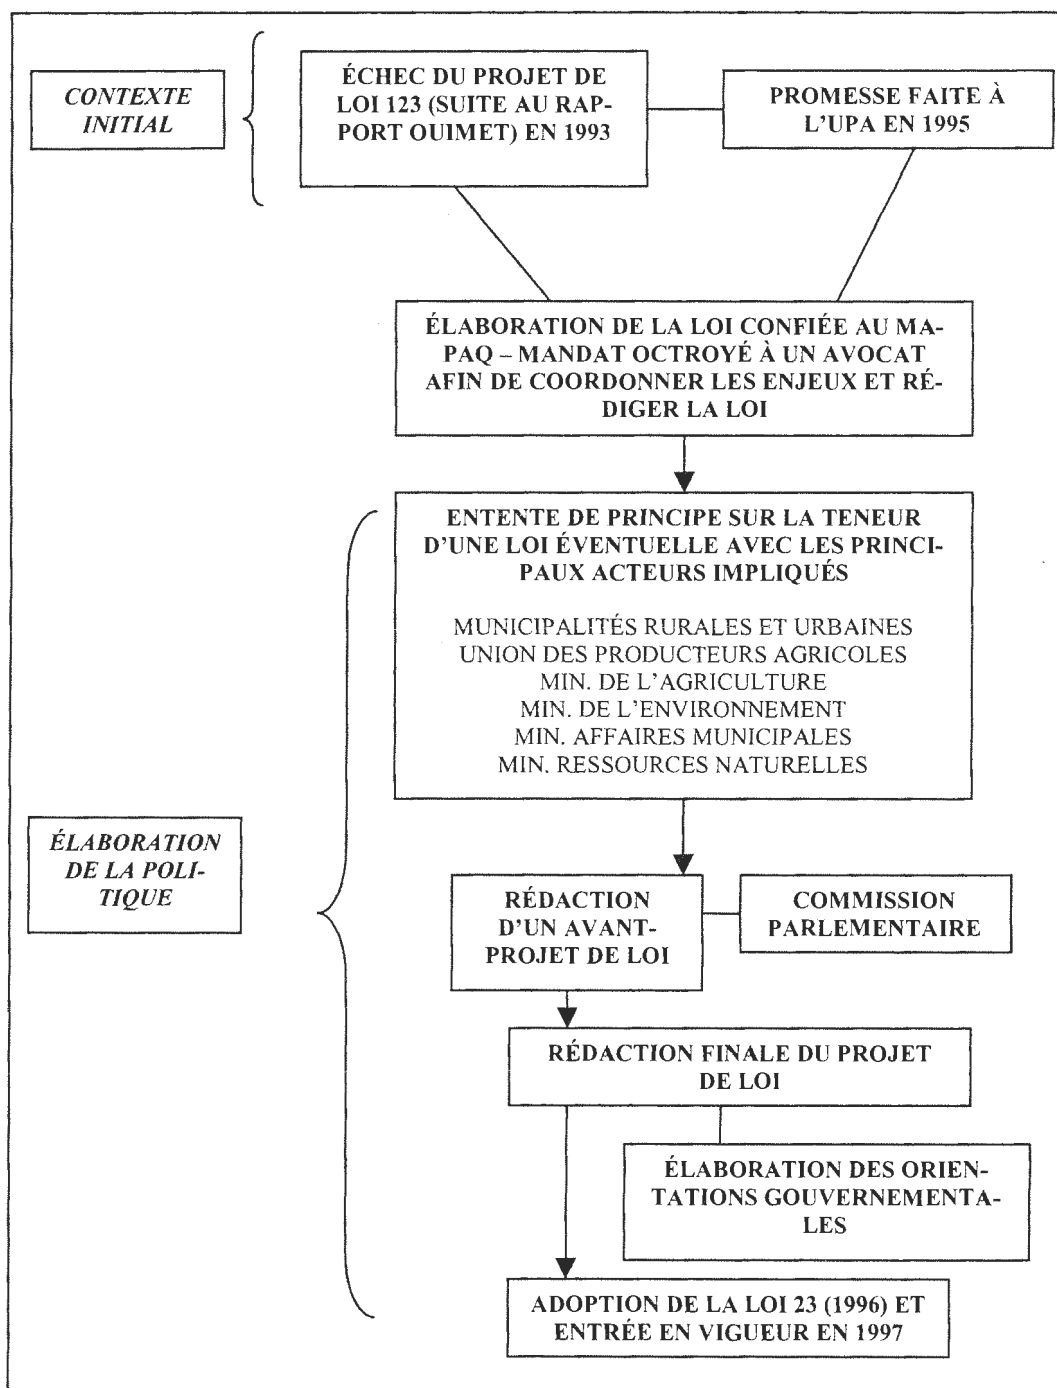 CONTEXTE
INITIAL
ÉCHEC DU PROJET DE
LOI 123 (SUITE AU RAP-
PORT OUIMET) EN 1993
PROMESSE FAITE À
L'UPA EN 1995
ÉLABORATION DE LA LOI CONFIÉE AU MA-
PAQ – MANDAT OCTROYÉ À UN AVOCAT
AFIN DE COORDONNER LES ENJEUX ET RÉ-
DIGER LA LOI
ENTENTE DE PRINCIPE SUR LA TENEUR
D'UNE LOI ÉVENTUELLE AVEC LES PRINCI-
PAUX ACTEURS IMPLIQUÉS
MUNICIPALITÉS RURALES ET URBAINES
UNION DES PRODUCTEURS AGRICOLES
MIN. DE L'AGRICULTURE
MIN. DE L'ENVIRONNEMENT
MIN. AFFAIRES MUNICIPALES
MIN. RESSOURCES NATURELLES
ÉLABORATION
DE LA POLI-
TIQUE
RÉDACTION
D'UN AVANT-
PROJET DE LOI
COMMISSION
PARLEMENTAIRE
RÉDACTION FINALE DU PROJET
DE LOI
ÉLABORATION DES ORIEN-
TATIONS GOUVERNEMENTA-
LES
ADOPTION DE LA LOI 23 (1996) ET
ENTRÉE EN VIGUEUR EN 1997